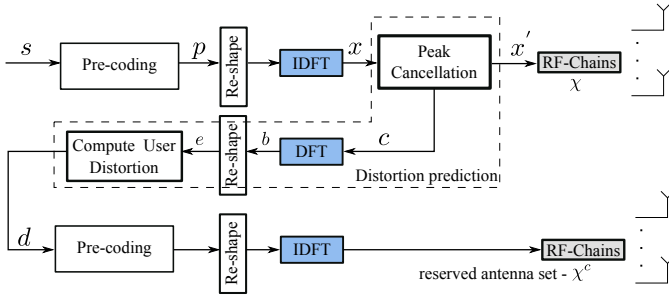 s
Pre-coding
p
Re-shape
IDFT
x
Peak
Cancellation
x′
RF-Chains
χ
Compute User
Distortion
e
Re-shape
b
DFT
c
Distortion prediction
d
Pre-coding
Re-shape
IDFT
RF-Chains
reserved antenna set - χᶜ